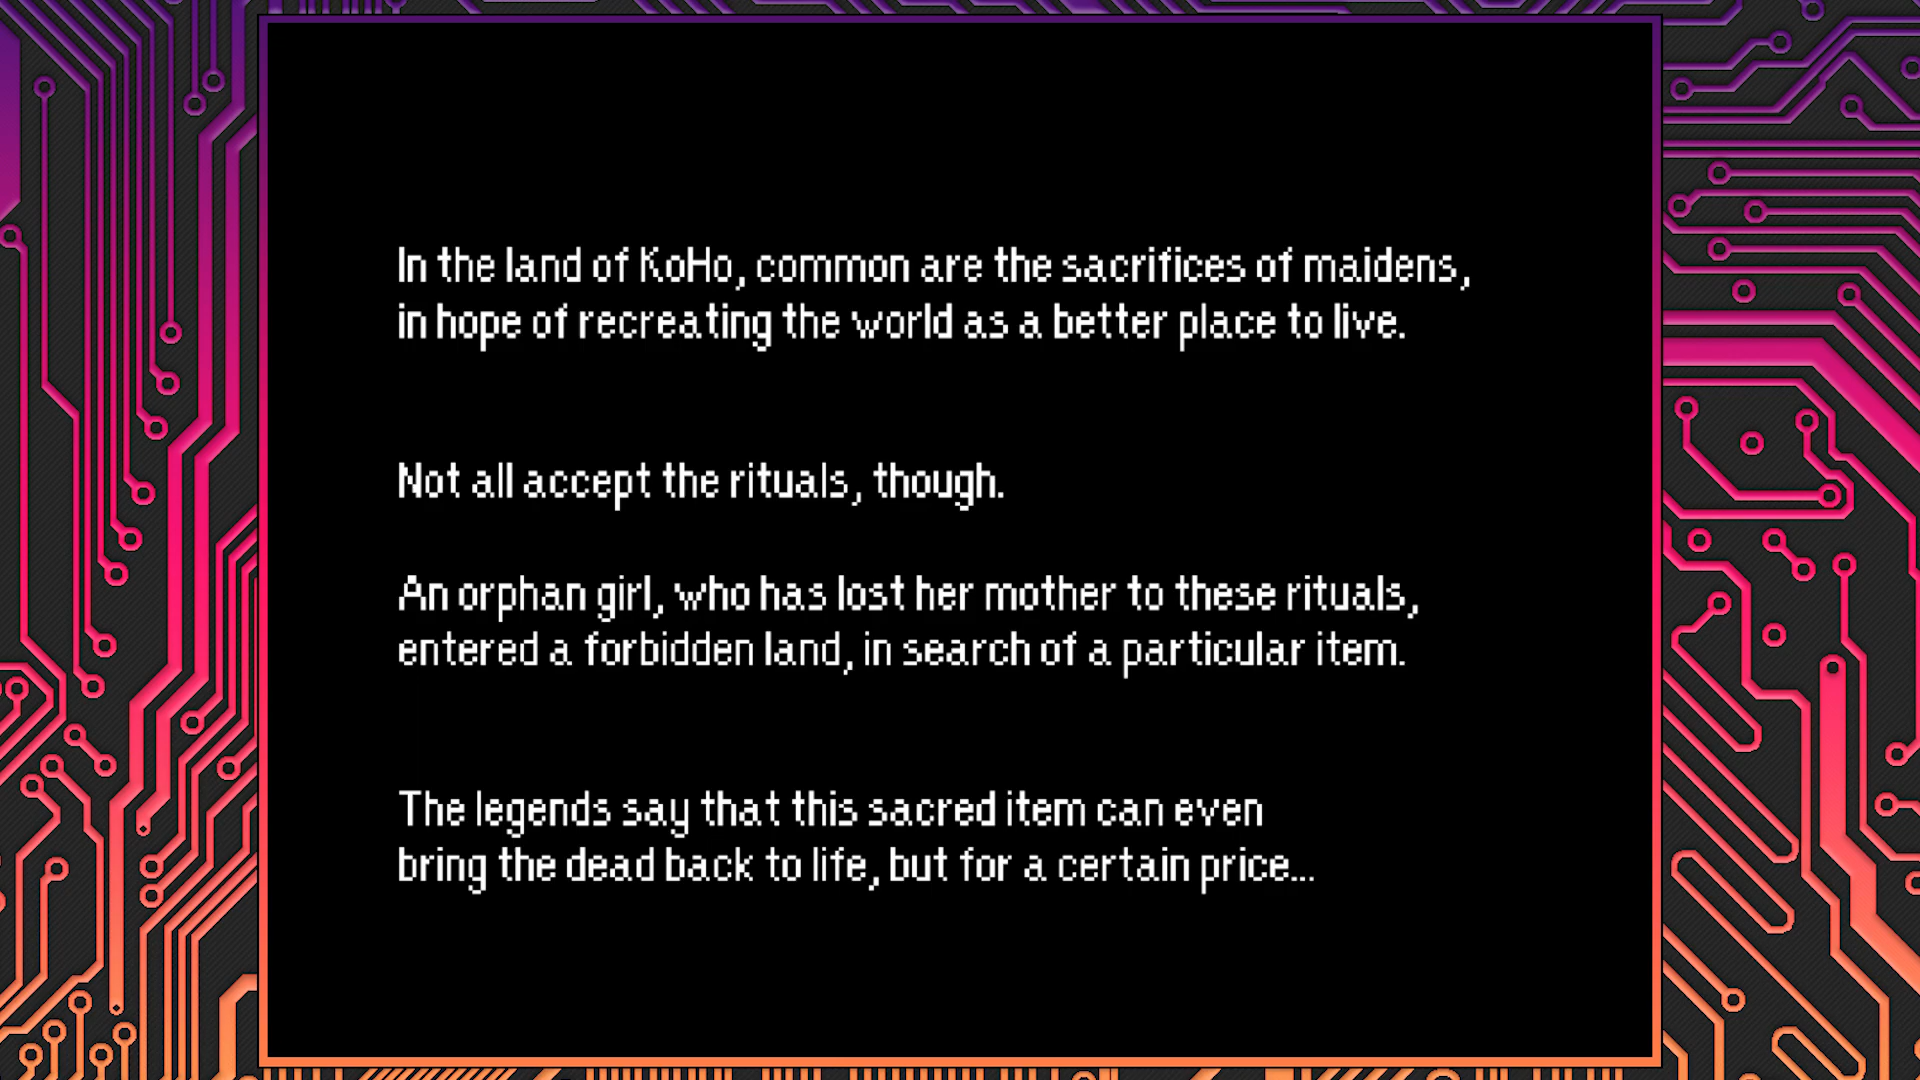 In the land of KoHo, common are the sacrifices of maidens,
in hope of recreating the world as a better place to live.
Not all accept the rituals, though.
An orphan girl, who has lost her mother to these rituals,
entered a forbidden land, in search of a particular item.
The legends say that this sacred item can even
bring the dead back to life, but for a certain price...